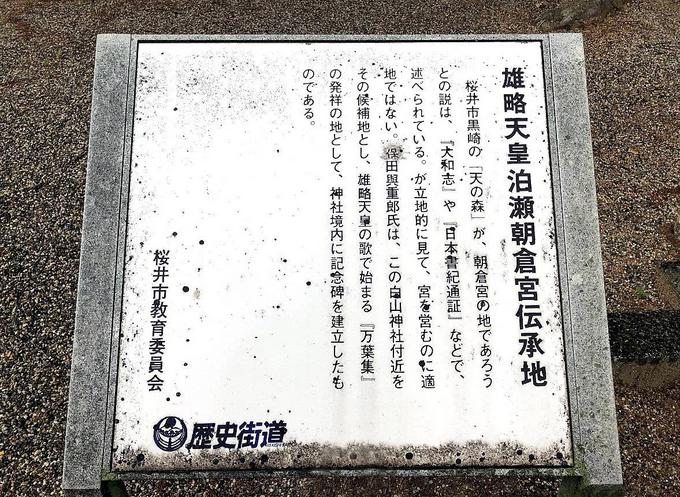 雄略天皇泊瀬朝倉宮伝承地
桜井市黒崎の「天の森」が、朝倉宮の地であろう
との説は、『大和志』や『日本書紀通証』などで、
述べられている。が立地的に見て、宮を営むのに適
地ではない。保田與重郎氏は、この白山神社付近を
その候補地とし、雄略天皇の歌で始まる『万葉集』
の発祥の地として、神社境内に記念碑を建立したも
のである。
桜井市教育委員会
歴史街道